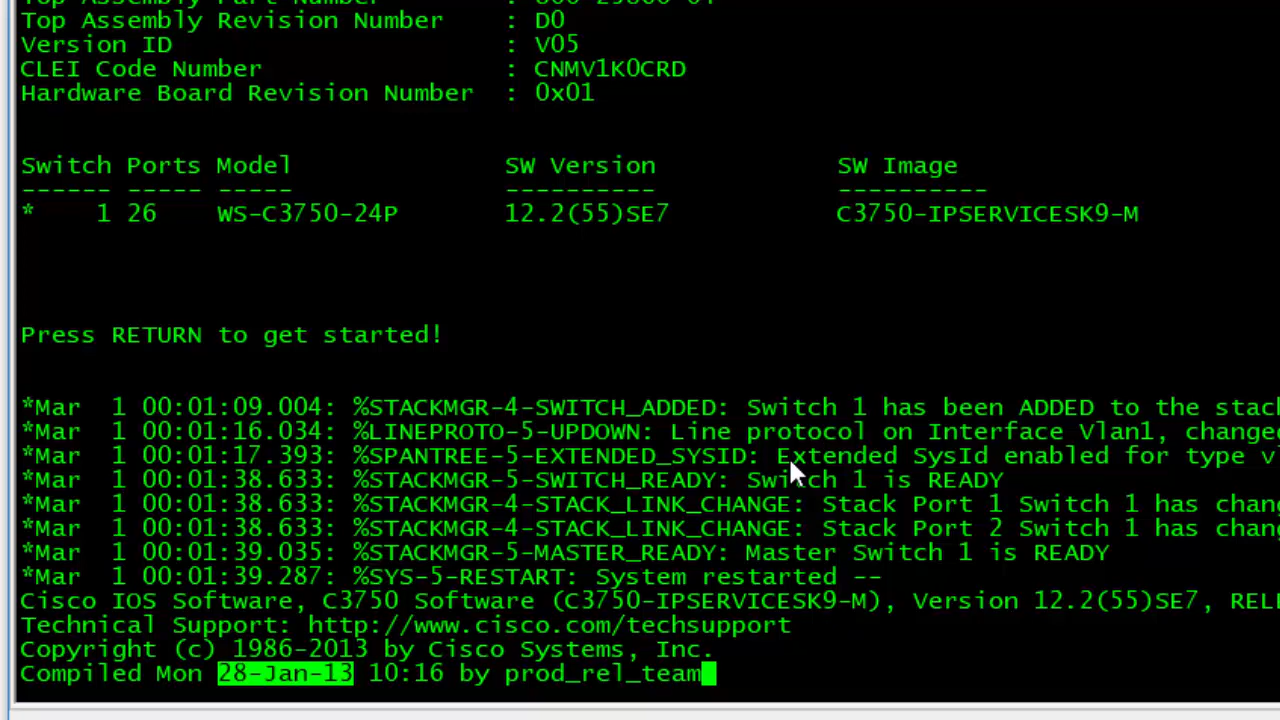 Top Assembly Part Number
Top Assembly Revision Number : D0
Version ID : V05
CLEI Code Number : CNMV1K0CRD
Hardware Board Revision Number : 0x01
Switch Ports Model SW Version SW Image
------ ----- ----- ---------- ----------
* 1 26 WS-C3750-24P 12.2(55)SE7 C3750-IPSERVICESK9-M
Press RETURN to get started!
*Mar 1 00:01:09.004: %STACKMGR-4-SWITCH_ADDED: Switch 1 has been ADDED to the stac
*Mar 1 00:01:16.034: %LINEPROTO-5-UPDOWN: Line protocol on Interface Vlan1, change
*Mar 1 00:01:17.393: %SPANTREE-5-EXTENDED_SYSID: Extended SysId enabled for type v
*Mar 1 00:01:38.633: %STACKMGR-5-SWITCH_READY: Switch 1 is READY
*Mar 1 00:01:38.633: %STACKMGR-4-STACK_LINK_CHANGE: Stack Port 1 Switch 1 has chan
*Mar 1 00:01:38.633: %STACKMGR-4-STACK_LINK_CHANGE: Stack Port 2 Switch 1 has chan
*Mar 1 00:01:39.035: %STACKMGR-5-MASTER_READY: Master Switch 1 is READY
*Mar 1 00:01:39.287: %SYS-5-RESTART: System restarted --
Cisco IOS Software, C3750 Software (C3750-IPSERVICESK9-M), Version 12.2(55)SE7, REL
Technical Support: http://www.cisco.com/techsupport
Copyright (c) 1986-2013 by Cisco Systems, Inc.
Compiled Mon 28-Jan-13 10:16 by prod_rel_team